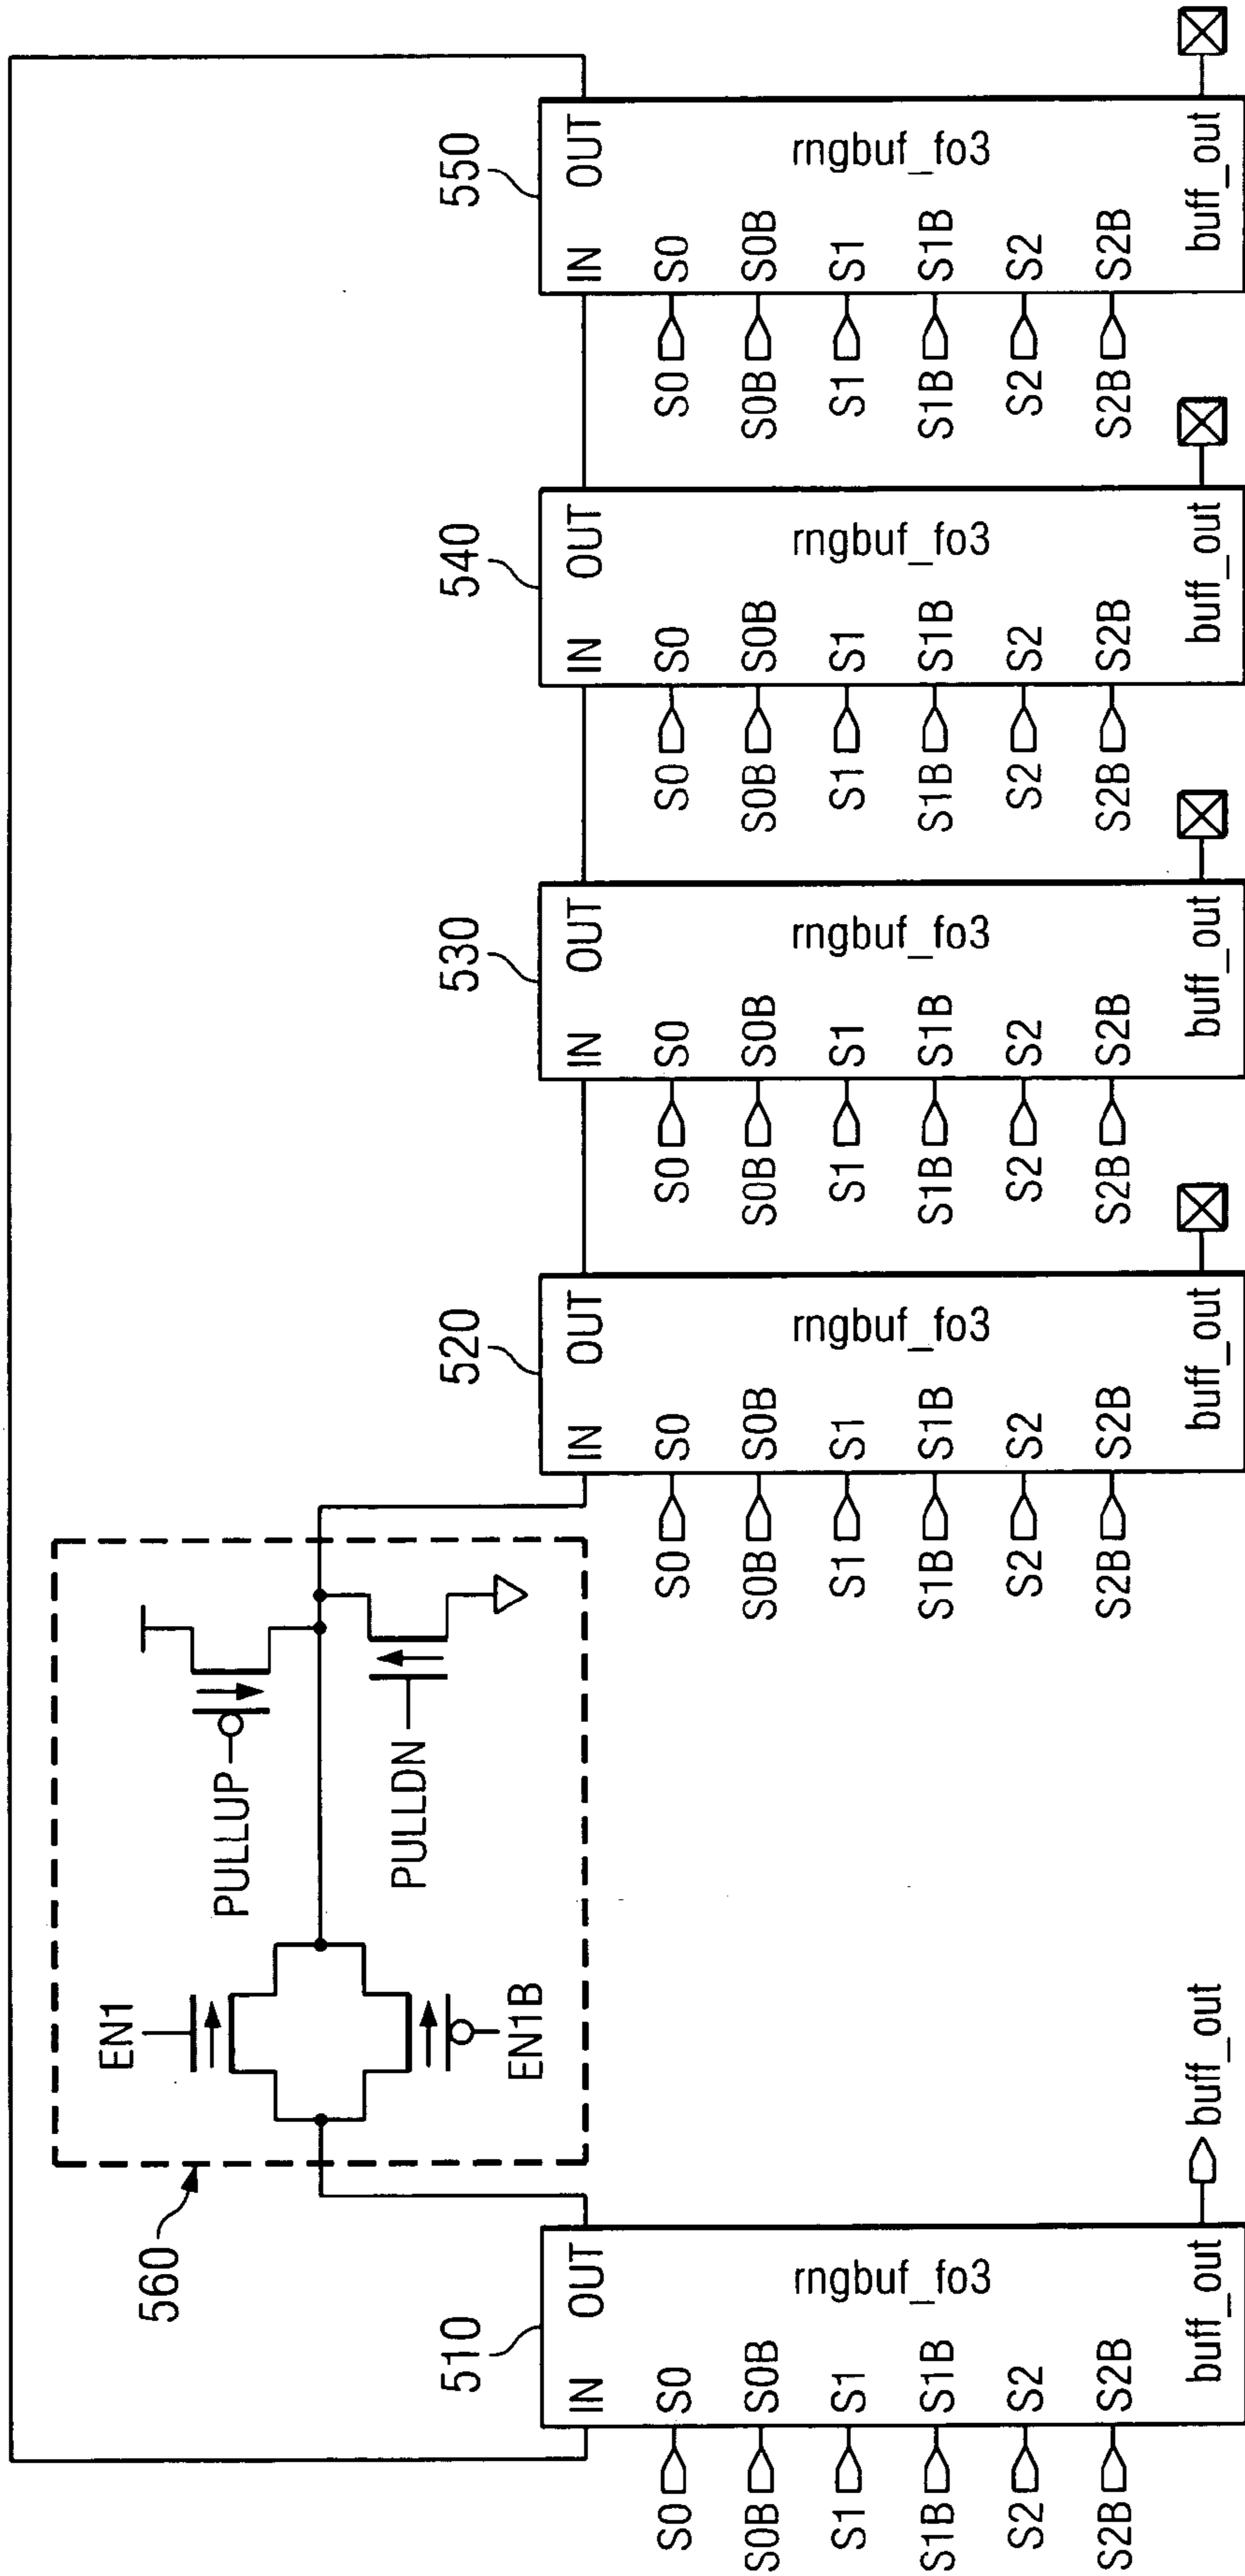 560
EN1
EN1B
PULLUP
PULLDN
510
IN
OUT
rngbuf_fo3
S0
S0
S0B
S0B
S1
S1
S1B
S1B
S2
S2
S2B
S2B
buff_out
buff_out
520
IN
OUT
rngbuf_fo3
S0
S0
S0B
S0B
S1
S1
S1B
S1B
S2
S2
S2B
S2B
buff_out
530
IN
OUT
rngbuf_fo3
S0
S0
S0B
S0B
S1
S1
S1B
S1B
S2
S2
S2B
S2B
buff_out
540
IN
OUT
rngbuf_fo3
S0
S0
S0B
S0B
S1
S1
S1B
S1B
S2
S2
S2B
S2B
buff_out
550
IN
OUT
rngbuf_fo3
S0
S0
S0B
S0B
S1
S1
S1B
S1B
S2
S2
S2B
S2B
buff_out